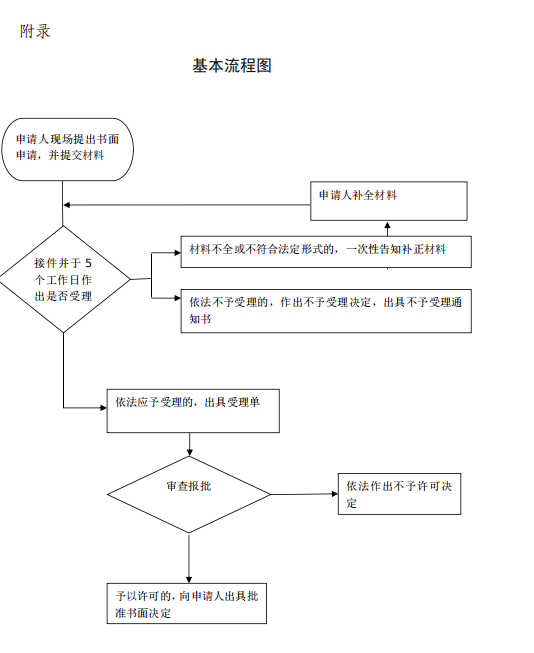 附录
基本流程图
申请人现场提出书面
申请，并提交材料
申请人补全材料
材料不全或不符合法定形式的，一次性告知补正材料
接件并于 5
个工作日作
出是否受理
依法不予受理的，作出不予受理决定，出具不予受理通
知书
依法应予受理的，出具受理单
审查报批
依法作出不予许可决
定
予以许可的，向申请人出具批
准书面决定